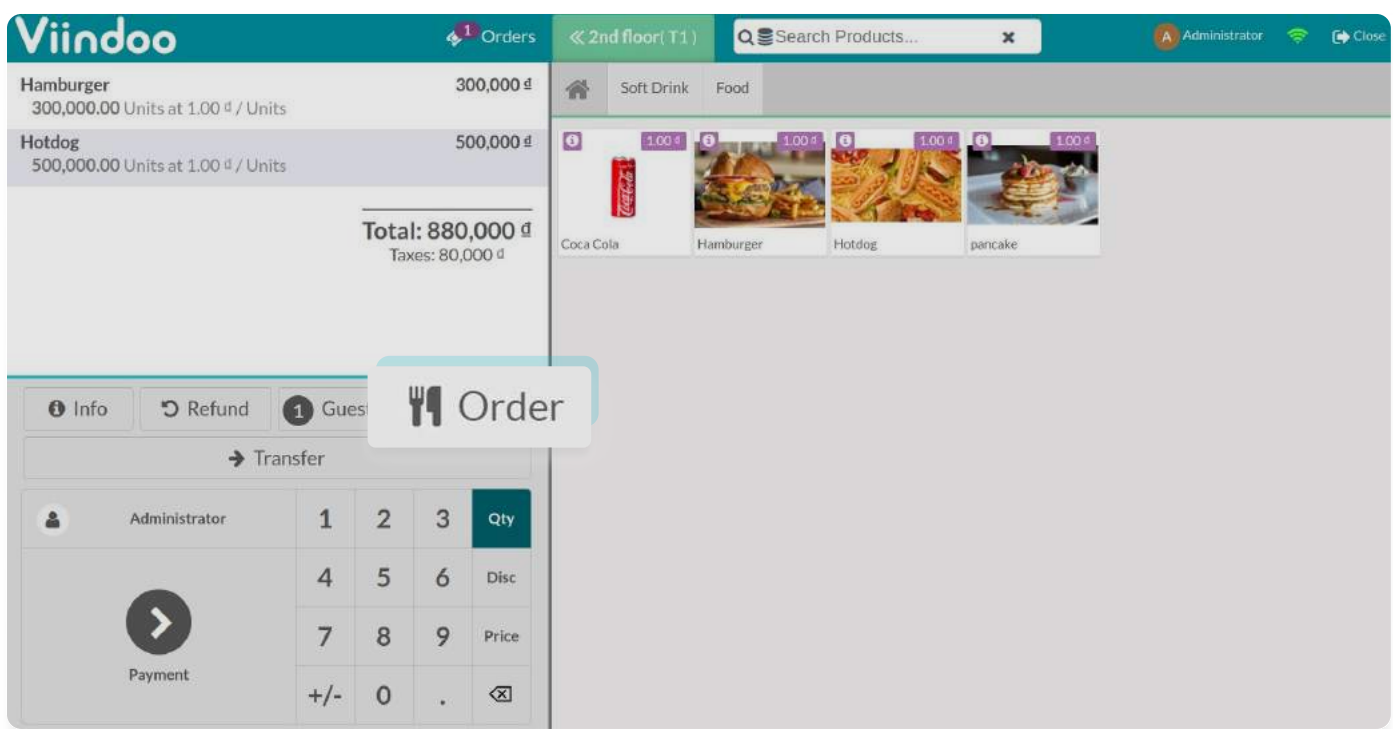 Viindoo
1 Orders
2nd floor( T1 )
Search Products...
A Administrator
Close
Hamburger 300,000 ₫
300,000.00 Units at 1.00 ₫ / Units
Hotdog 500,000 ₫
500,000.00 Units at 1.00 ₫ / Units
Total: 880,000 ₫
Taxes: 80,000 ₫
Soft Drink Food
1.00 ₫ 1.00 ₫ 1.00 ₫ 1.00 ₫
Coca-Cola
Coca Cola Hamburger Hotdog pancake
Info Refund 1 Gues
Order
Transfer
Administrator 1 2 3 Qty
4 5 6 Disc
7 8 9 Price
Payment
+/- 0 .